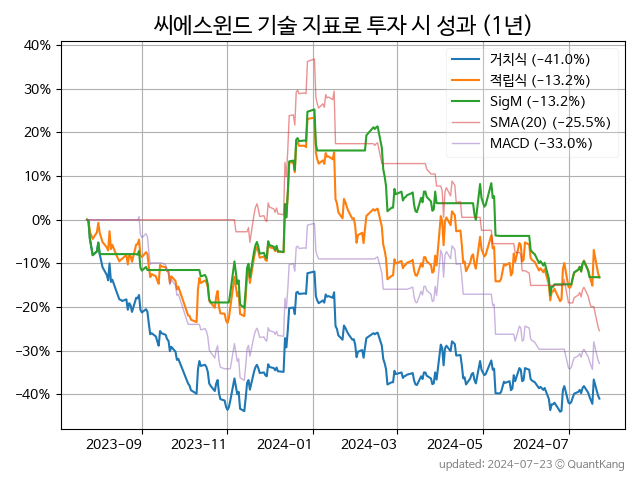 씨에스윈드 기술 지표로 투자 시 성과 (1년)
40%
30%
20%
10%
0%
−10%
−20%
−30%
−40%
거치식 (−41.0%)
적립식 (−13.2%)
SigM (−13.2%)
SMA(20) (−25.5%)
MACD (−33.0%)
2023-09
2023-11
2024-01
2024-03
2024-05
2024-07
updated: 2024-07-23 ⓒ QuantKang